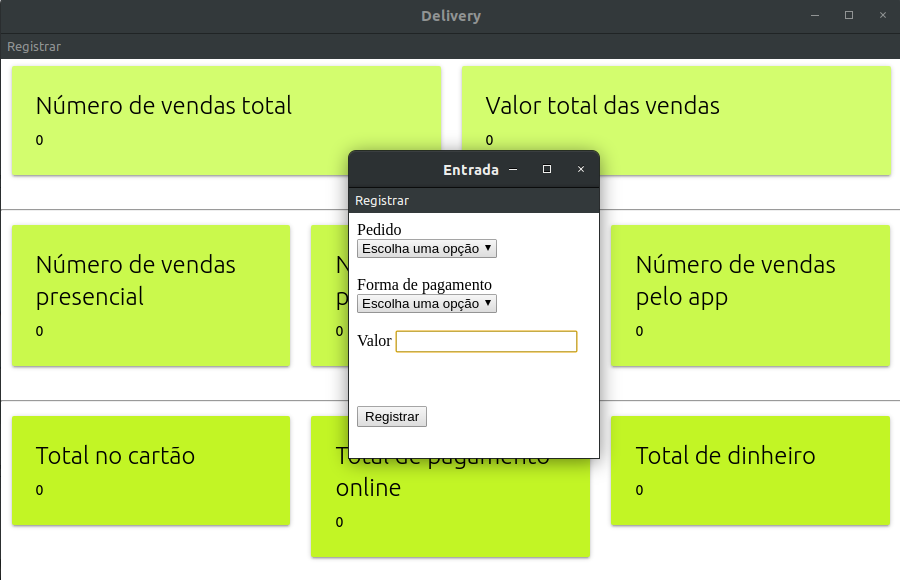 Delivery
Registrar
Número de vendas total
0
Valor total das vendas
0
Entrada
Registrar
Pedido
Escolha uma opção
Forma de pagamento
Escolha uma opção
Valor
Registrar
Número de vendas
presencial
0
0
Número de vendas
pelo app
0
Total no cartão
0
Total de pagamento
online
0
Total de dinheiro
0